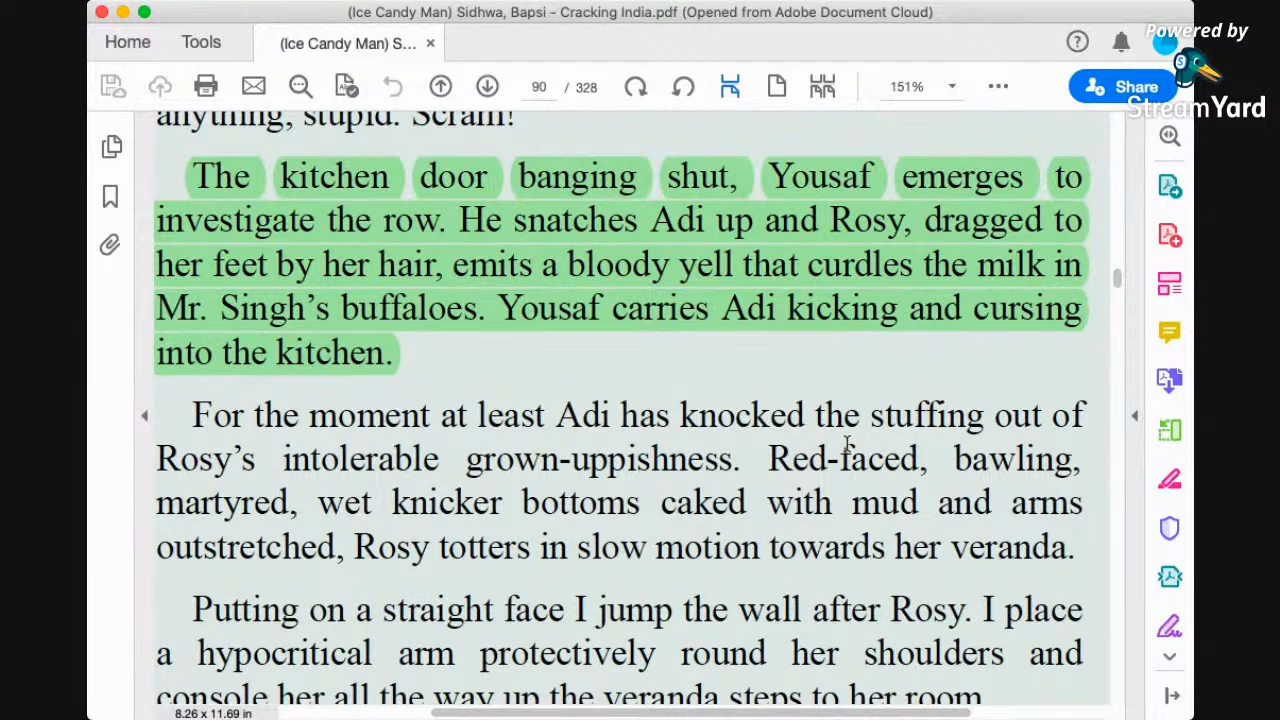 (Ice Candy Man) Sidhwa, Bapsi - Cracking India.pdf (Opened from Adobe Document Cloud)
Powered by
StreamYard
Home
Tools
(Ice Candy Man) S...
90 / 328
151%
Share
anything, stupid. Scram!
The kitchen door banging shut, Yousaf emerges to
investigate the row. He snatches Adi up and Rosy, dragged to
her feet by her hair, emits a bloody yell that curdles the milk in
Mr. Singh’s buffaloes. Yousaf carries Adi kicking and cursing
into the kitchen.
For the moment at least Adi has knocked the stuffing out of
Rosy’s intolerable grown-uppishness. Red-faced, bawling,
martyred, wet knicker bottoms caked with mud and arms
outstretched, Rosy totters in slow motion towards her veranda.
Putting on a straight face I jump the wall after Rosy. I place
a hypocritical arm protectively round her shoulders and
console her all the way up the veranda steps to her room.
8.26 x 11.69 in